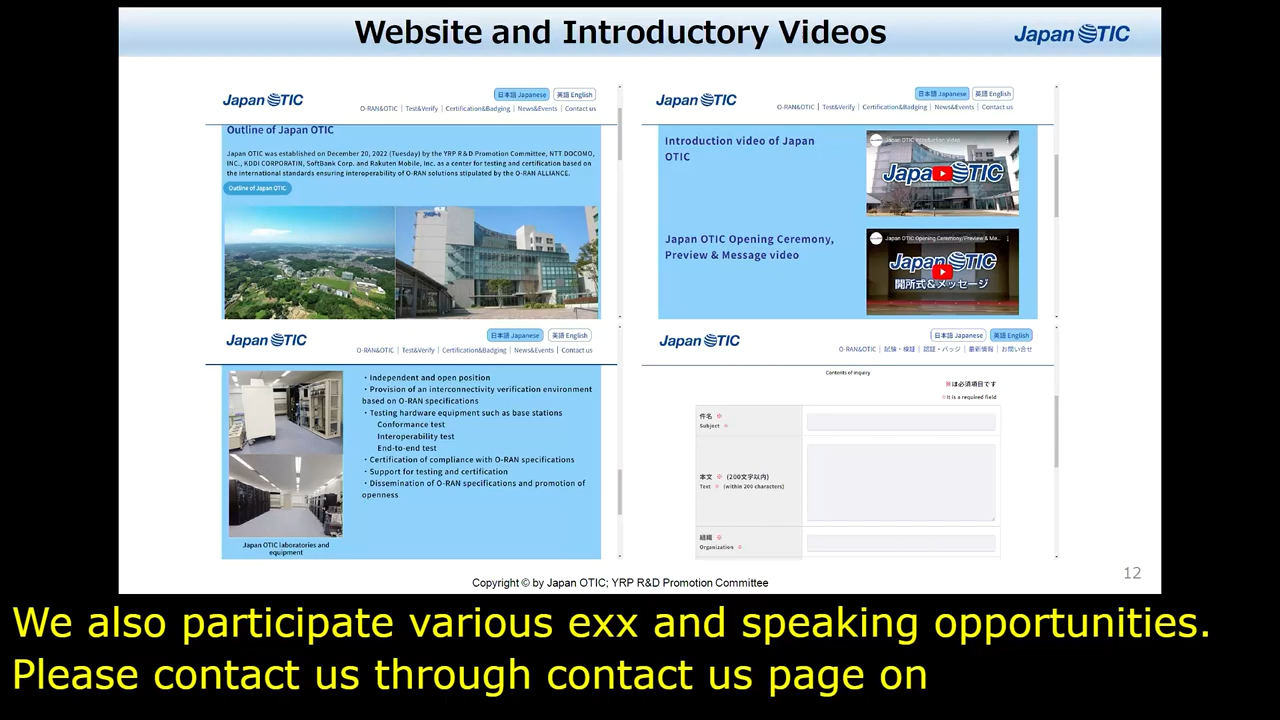 Website and Introductory Videos
Japan OTIC
Japan OTIC
日本語 Japanese
英語 English
O-RAN&OTIC | Test&Verify | Certification&Badging | News&Events | Contact us
Outline of Japan OTIC
Japan OTIC was established on December 20, 2022 (Tuesday) by the YRP R&D Promotion Committee, NTT DOCOMO,
INC., KDDI CORPORATIN, SoftBank Corp. and Rakuten Mobile, Inc. as a center for testing and certification based on
the international standards ensuring interoperability of O-RAN solutions stipulated by the O-RAN ALLIANCE.
Outline of Japan OTIC
Japan OTIC
日本語 Japanese
英語 English
O-RAN&OTIC | Test&Verify | Certification&Badging | News&Events | Contact us
Introduction video of Japan
OTIC
Japan OTIC Introduction Video
Japan OTIC
Japan OTIC Opening Ceremony,
Preview & Message video
Japan OTIC Opening Ceremony/Preview & Me...
Japan OTIC
開所式&メッセージ
Japan OTIC
日本語 Japanese
英語 English
O-RAN&OTIC | Test&Verify | Certification&Badging | News&Events | Contact us
・Independent and open position
・Provision of an interconnectivity verification environment
based on O-RAN specifications
・Testing hardware equipment such as base stations
Conformance test
Interoperability test
End-to-end test
・Certification of compliance with O-RAN specifications
・Support for testing and certification
・Dissemination of O-RAN specifications and promotion of
openness
Japan OTIC laboratories and
equipment
Japan OTIC
日本語 Japanese
英語 English
O-RAN&OTIC | 試験・検証 | 認証・バッジ | 最新情報 | お問い合せ
Contents of inquiry
※は必須項目です
※It is a required field
件名 ※
Subject ※
本文 ※ (200文字以内)
Text ※ (within 200 characters)
組織 ※
Organization ※
Copyright © by Japan OTIC; YRP R&D Promotion Committee
12
We also participate various exx and speaking opportunities.
Please contact us through contact us page on